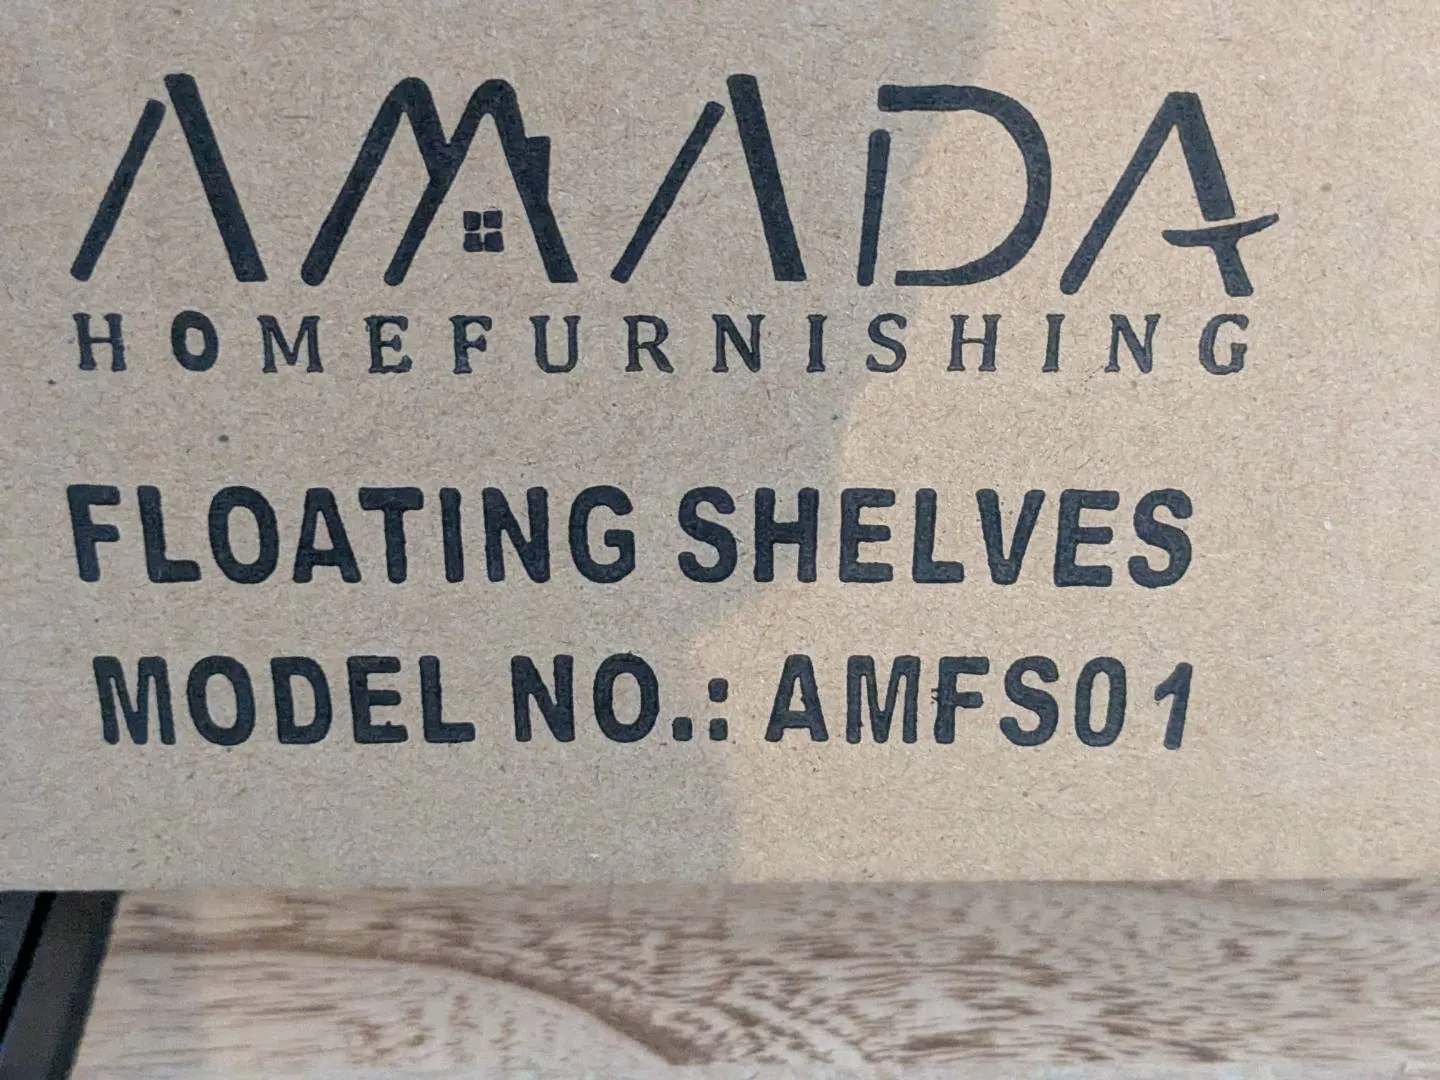 AMADA
HOMEFURNISHING
FLOATING SHELVES
MODEL NO.: AMFS01